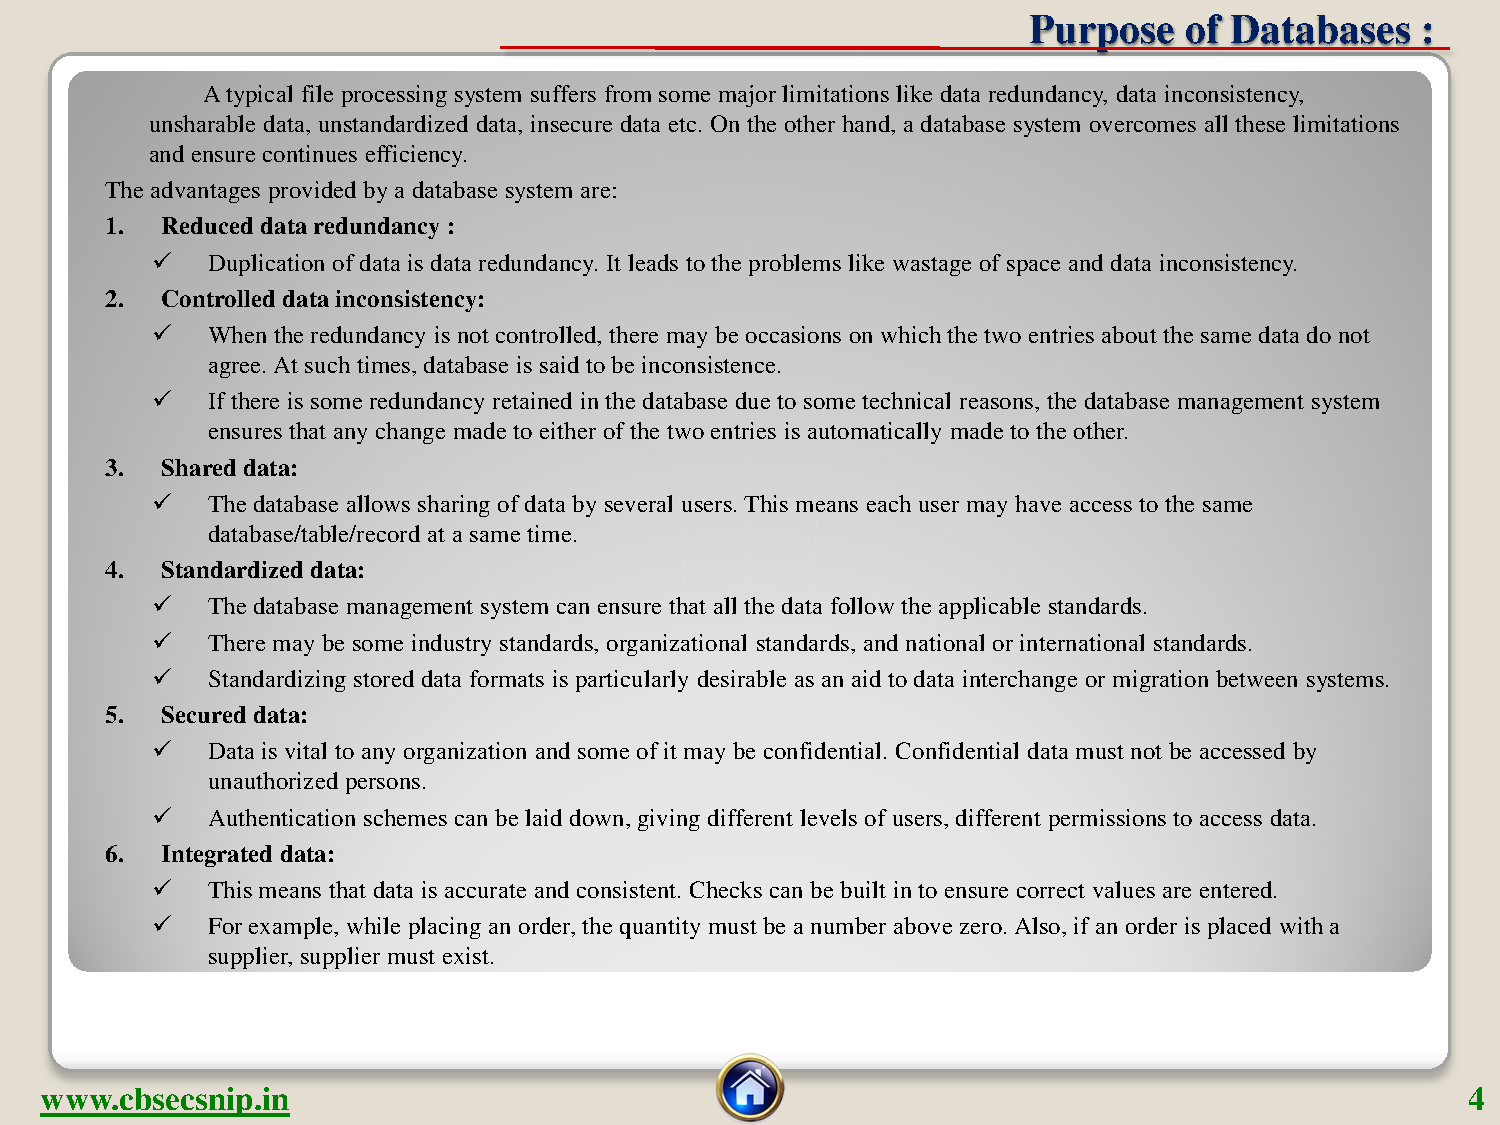 Purpose of Databases :
A typical file processing system suffers from some major limitations like data redundancy, data inconsistency,
unsharable data, unstandardized data, insecure data etc. On the other hand, a database system overcomes all these limitations
and ensure continues efficiency.
The advantages provided by a database system are:
1. Reduced data redundancy :
✓ Duplication of data is data redundancy. It leads to the problems like wastage of space and data inconsistency.
2. Controlled data inconsistency:
✓ When the redundancy is not controlled, there may be occasions on which the two entries about the same data do not
agree. At such times, database is said to be inconsistence.
✓ If there is some redundancy retained in the database due to some technical reasons, the database management system
ensures that any change made to either of the two entries is automatically made to the other.
3. Shared data:
✓ The database allows sharing of data by several users. This means each user may have access to the same
database/table/record at a same time.
4. Standardized data:
✓ The database management system can ensure that all the data follow the applicable standards.
✓ There may be some industry standards, organizational standards, and national or international standards.
✓ Standardizing stored data formats is particularly desirable as an aid to data interchange or migration between systems.
5. Secured data:
✓ Data is vital to any organization and some of it may be confidential. Confidential data must not be accessed by
unauthorized persons.
✓ Authentication schemes can be laid down, giving different levels of users, different permissions to access data.
6. Integrated data:
✓ This means that data is accurate and consistent. Checks can be built in to ensure correct values are entered.
✓ For example, while placing an order, the quantity must be a number above zero. Also, if an order is placed with a
supplier, supplier must exist.
www.cbsecsnip.in
4